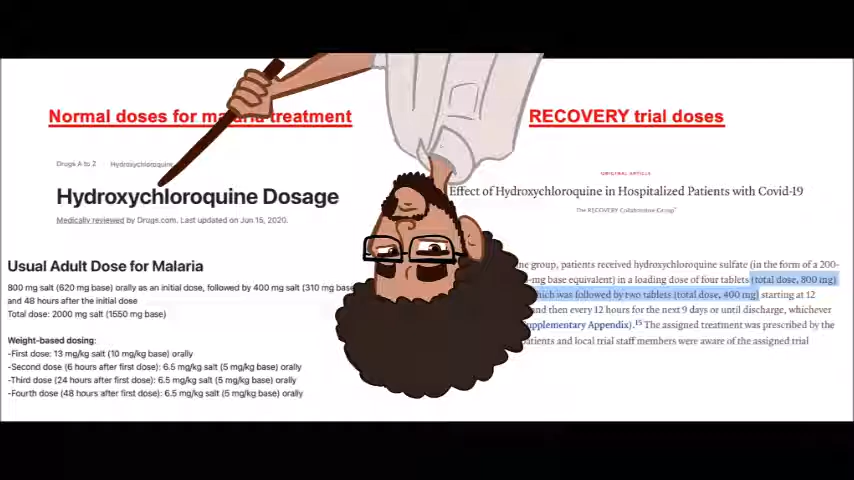 Normal doses for malaria treatment
Drugs A to Z Hydroxychloroquine
Hydroxychloroquine Dosage
Medically reviewed by Drugs.com. Last updated on Jun 15, 2020.
Usual Adult Dose for Malaria
800 mg salt (620 mg base) orally as an initial dose, followed by 400 mg salt (310 mg base
and 48 hours after the initial dose
Total dose: 2000 mg salt (1550 mg base)
Weight-based dosing:
-First dose: 13 mg/kg salt (10 mg/kg base) orally
-Second dose (6 hours after first dose): 6.5 mg/kg salt (5 mg/kg base) orally
-Third dose (24 hours after first dose): 6.5 mg/kg salt (5 mg/kg base) orally
-Fourth dose (48 hours after first dose): 6.5 mg/kg salt (5 mg/kg base) orally
RECOVERY trial doses
ORIGINAL ARTICLE
Effect of Hydroxychloroquine in Hospitalized Patients with Covid-19
The RECOVERY Collaborative Group*
group, patients received hydroxychloroquine sulfate (in the form of a 200-
-mg base equivalent) in a loading dose of four tablets (total dose, 800 mg)
which was followed by two tablets (total dose, 400 mg) starting at 12
and then every 12 hours for the next 9 days or until discharge, whichever
Supplementary Appendix).15 The assigned treatment was prescribed by the
patients and local trial staff members were aware of the assigned trial